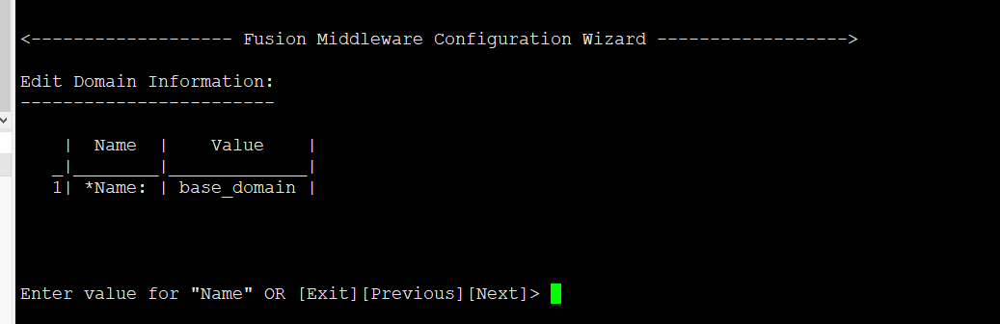 <------------------- Fusion Middleware Configuration Wizard ------------------>
Edit Domain Information:
------------------------
    |  Name  |    Value    |
   _|________|_____________|
   1| *Name: | base_domain |
Enter value for "Name" OR [Exit][Previous][Next]>